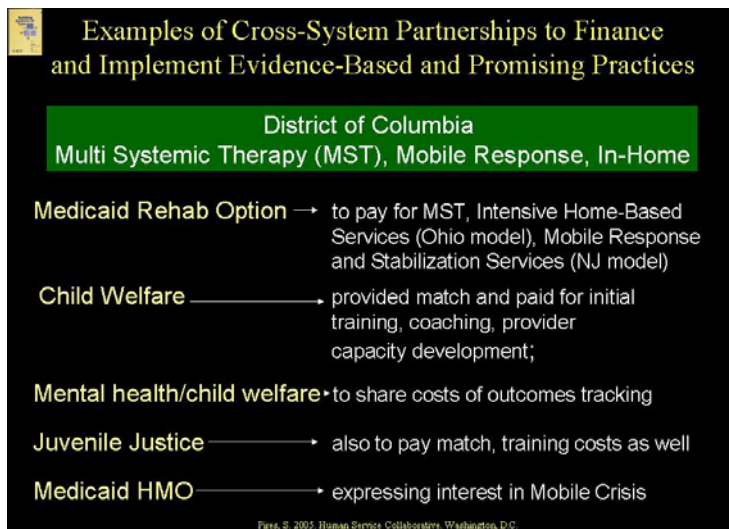 Examples of Cross-System Partnerships to Finance
and Implement Evidence-Based and Promising Practices
District of Columbia
Multi Systemic Therapy (MST), Mobile Response, In-Home
Medicaid Rehab Option → to pay for MST, Intensive Home-Based
Services (Ohio model), Mobile Response
and Stabilization Services (NJ model)
Child Welfare → provided match and paid for initial
training, coaching, provider
capacity development;
Mental health/child welfare → to share costs of outcomes tracking
Juvenile Justice → also to pay match, training costs as well
Medicaid HMO → expressing interest in Mobile Crisis
Pires, S. 2005. Human Service Collaborative. Washington, D.C.